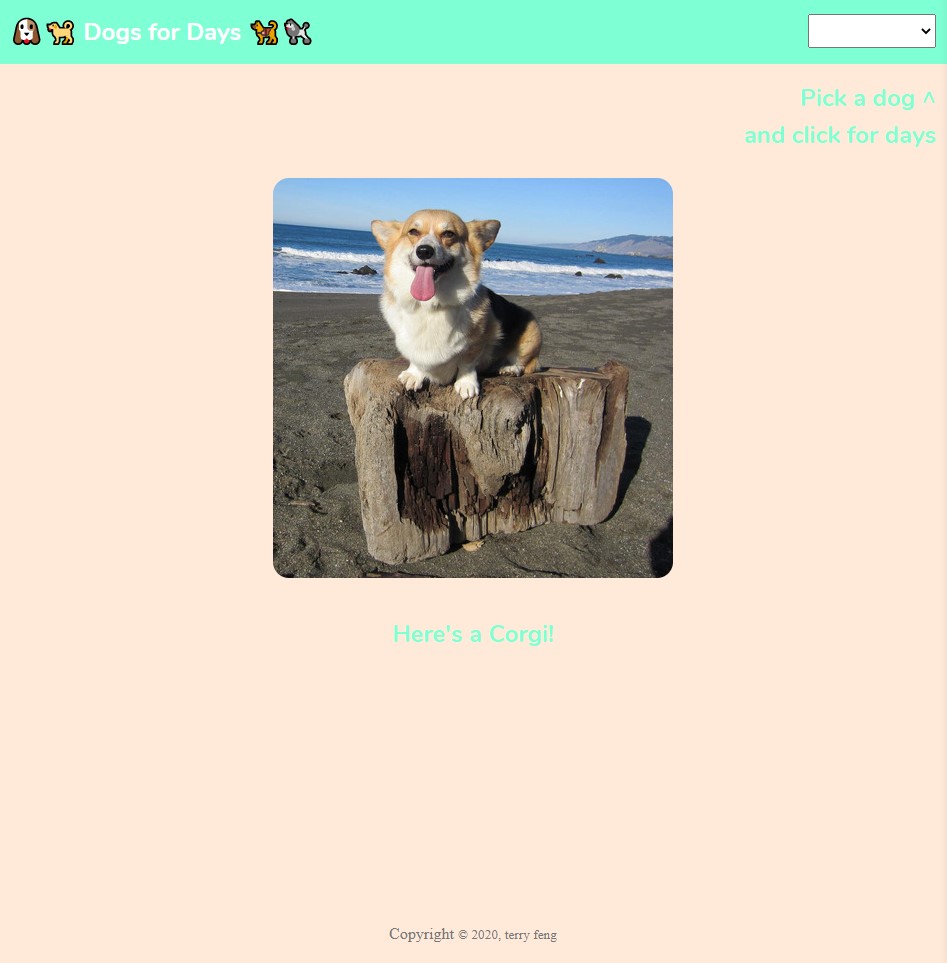 Dogs for Days
Pick a dog ^
and click for days
Here's a Corgi!
Copyright © 2020, terry feng